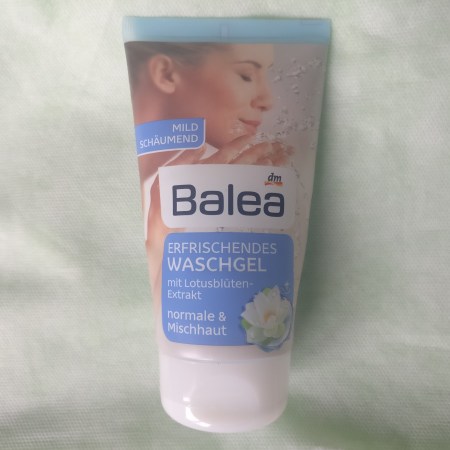 MILD
SCHÄUMEND
dm
Balea
ERFRISCHENDES
WASCHGEL
mit Lotusblüten-
Extrakt
normale &
Mischhaut